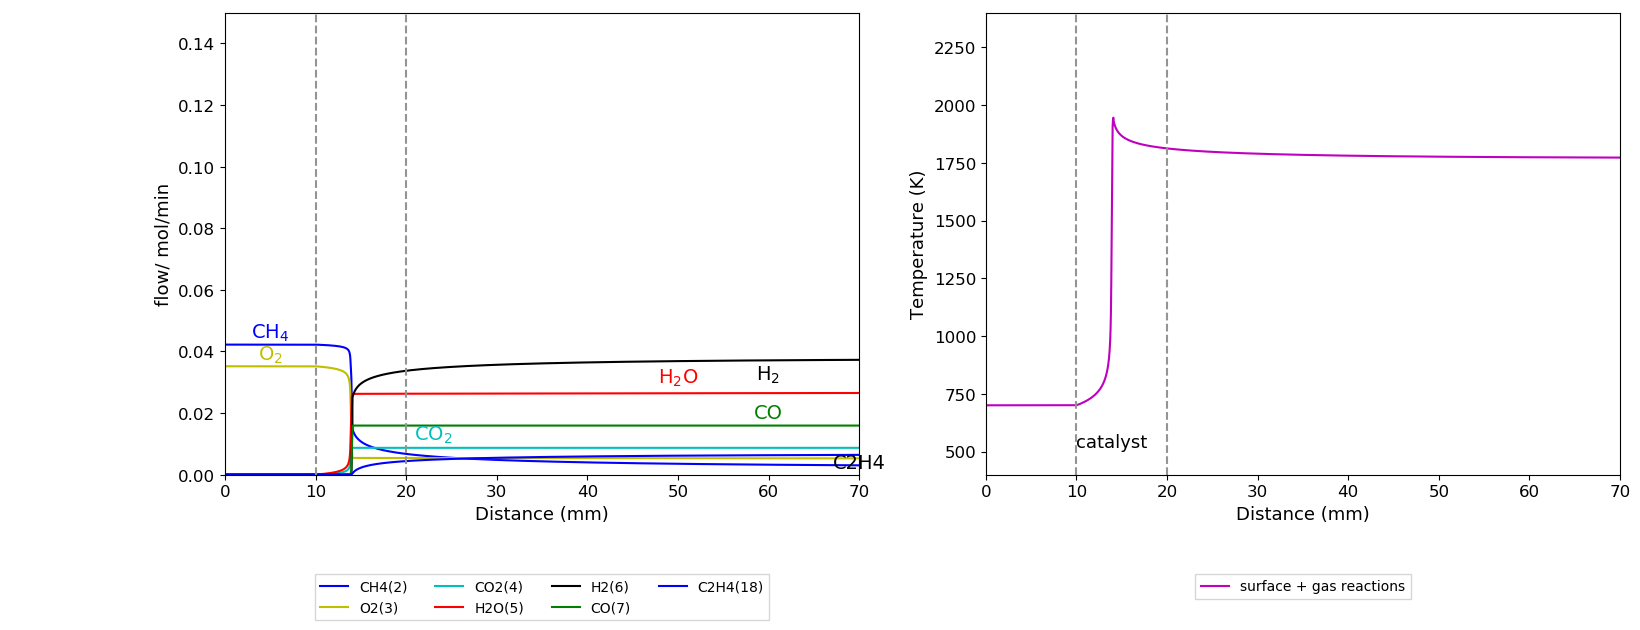 0.14
0.12
0.10
0.08
0.06
0.04
0.02
0.00
flow/ mol/min
CH₄
O₂
H₂O
H₂
CO
CO₂
C2H4
0 10 20 30 40 50 60 70
Distance (mm)
CH4(2) CO2(4) H2(6) C2H4(18)
O2(3) H2O(5) CO(7)
2250
2000
1750
1500
1250
1000
750
500
Temperature (K)
catalyst
0 10 20 30 40 50 60 70
Distance (mm)
surface + gas reactions